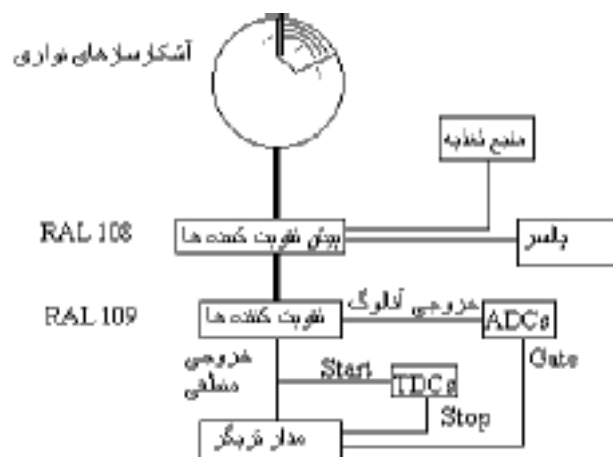 آشکارسازهای نواری
منبع تغذیه
RAL 108
پیش تقویت کننده ها
پالسر
RAL 109
تقویت کننده ها
خروجی آنالوگ
ADCs
خروجی
منطقی
Start
TDCs
Gate
Stop
مدار تریگر